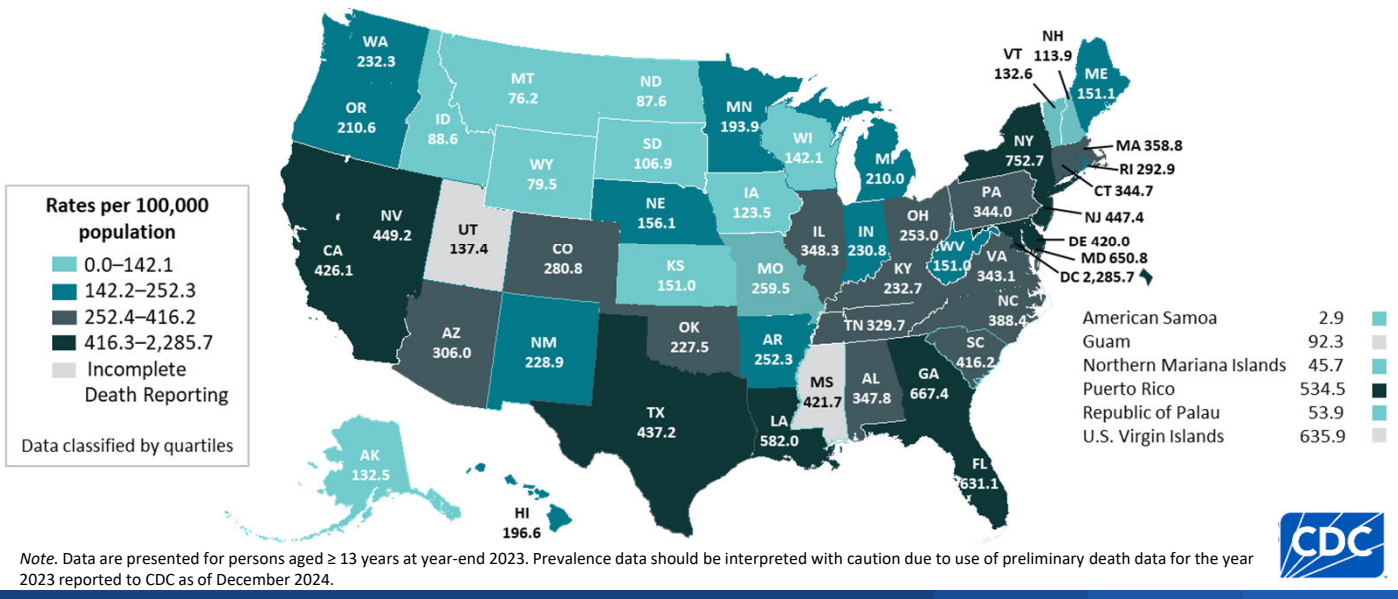 WA
232.3
OR
210.6
CA
426.1
NV
449.2
ID
88.6
MT
76.2
WY
79.5
UT
137.4
CO
280.8
AZ
306.0
NM
228.9
ND
87.6
SD
106.9
NE
156.1
KS
151.0
OK
227.5
TX
437.2
MN
193.9
IA
123.5
MO
259.5
AR
252.3
LA
582.0
WI
142.1
IL
348.3
MI
210.0
IN
230.8
OH
253.0
KY
232.7
TN 329.7
MS
421.7
AL
347.8
GA
667.4
FL
631.1
SC
416.2
NC
388.4
VA
343.1
WV
151.0
PA
344.0
NY
752.7
VT
132.6
NH
113.9
ME
151.1
MA 358.8
RI 292.9
CT 344.7
NJ 447.4
DE 420.0
MD 650.8
DC 2,285.7
AK
132.5
HI
196.6
Rates per 100,000
population
0.0–142.1
142.2–252.3
252.4–416.2
416.3–2,285.7
Incomplete
Death Reporting
Data classified by quartiles
American Samoa 2.9
Guam 92.3
Northern Mariana Islands 45.7
Puerto Rico 534.5
Republic of Palau 53.9
U.S. Virgin Islands 635.9
Note. Data are presented for persons aged ≥ 13 years at year-end 2023. Prevalence data should be interpreted with caution due to use of preliminary death data for the year
2023 reported to CDC as of December 2024.
CDC